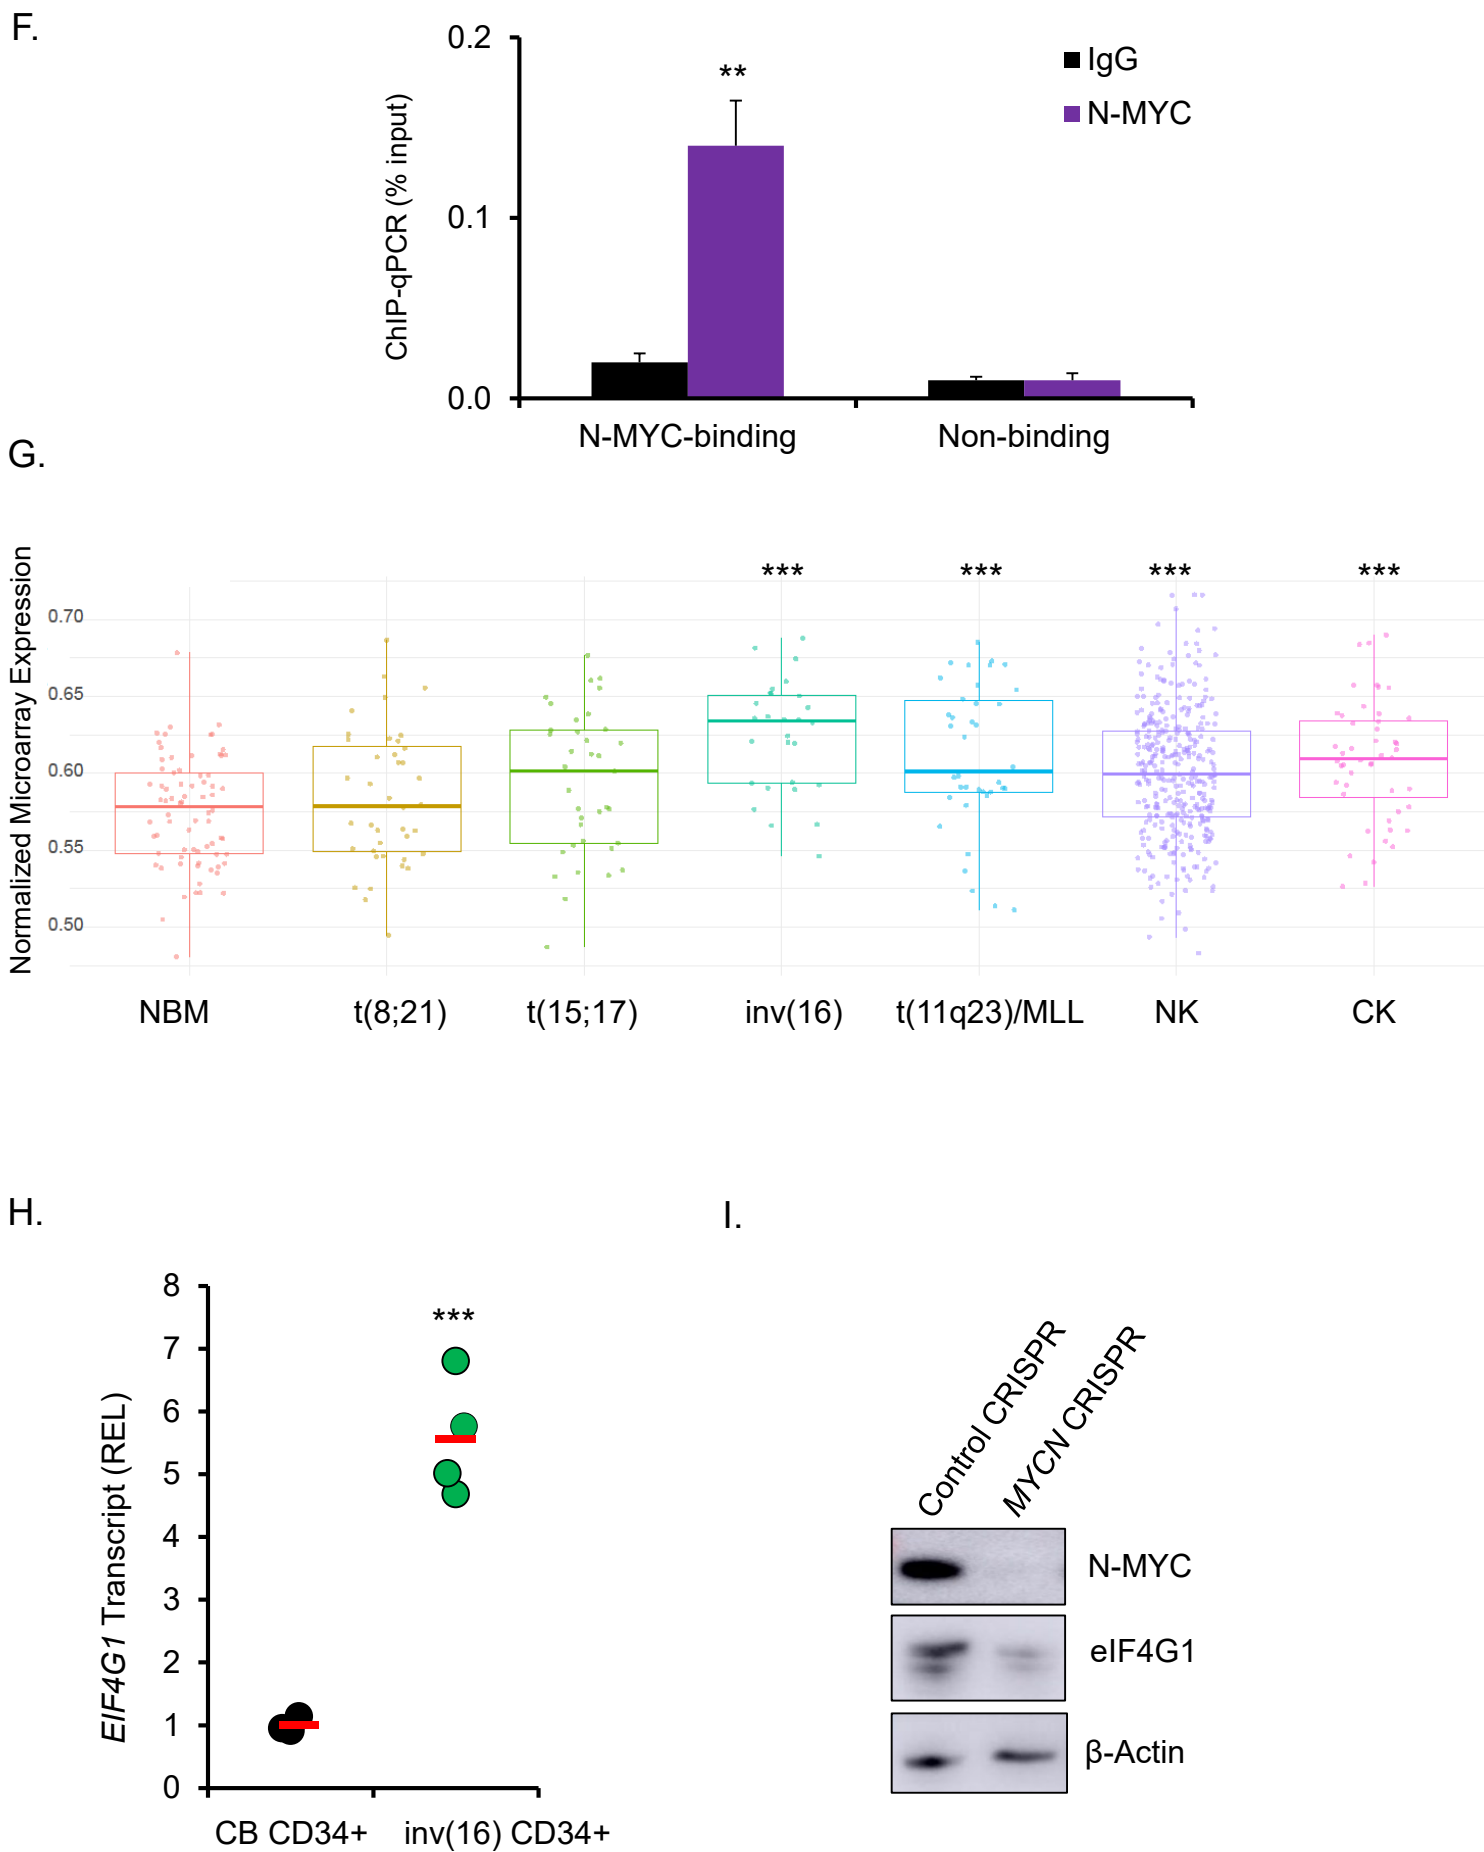 F.
0.2
0.1
0.0
ChIP-qPCR (% input)
**
IgG
N-MYC
N-MYC-binding
Non-binding
G.
Normalized Microarray Expression
0.70
0.65
0.60
0.55
0.50
***
***
***
***
NBM
t(8;21)
t(15;17)
inv(16)
t(11q23)/MLL
NK
CK
H.
EIF4G1 Transcript (REL)
8
7
6
5
4
3
2
1
0
***
CB CD34+
inv(16) CD34+
I.
Control CRISPR
MYCN CRISPR
N-MYC
eIF4G1
β-Actin